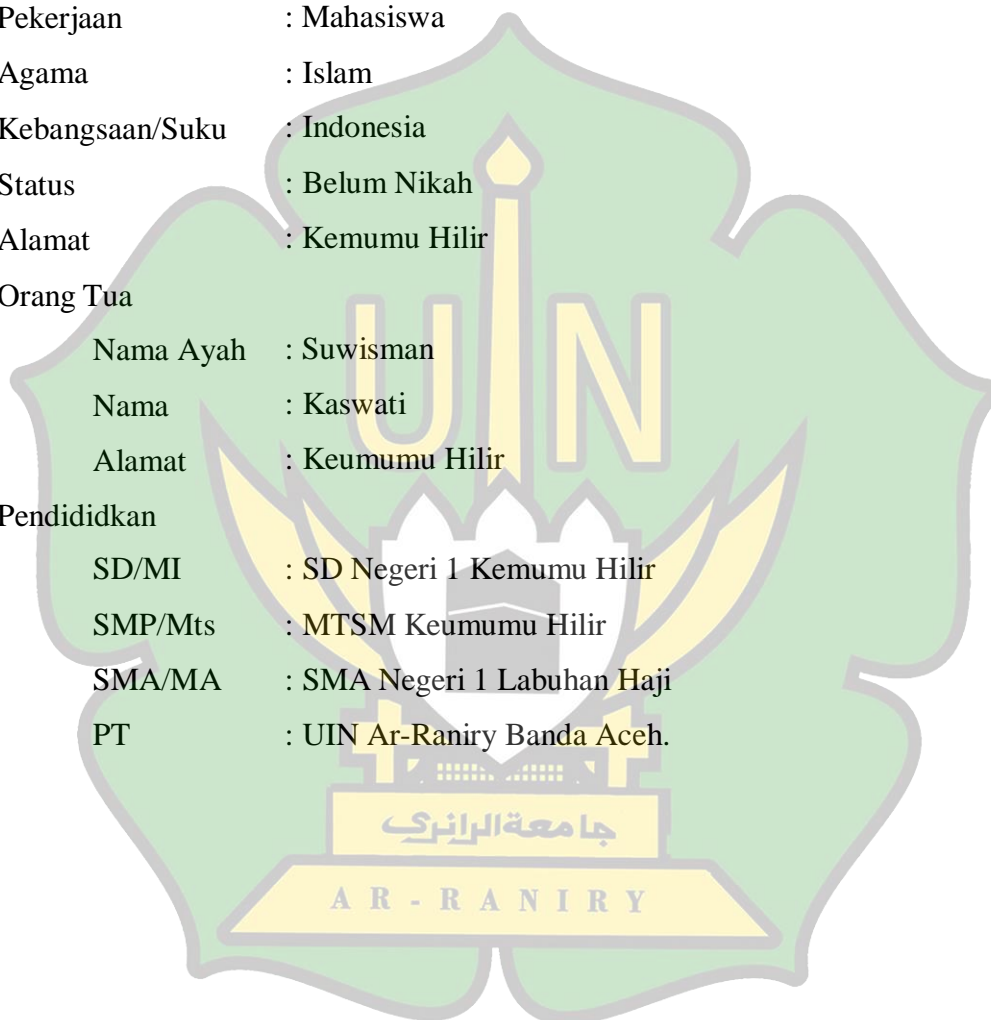 Pekerjaan : Mahasiswa
Agama : Islam
Kebangsaan/Suku : Indonesia
Status : Belum Nikah
Alamat : Kemumu Hilir
Orang Tua
Nama Ayah : Suwisman
Nama : Kaswati
Alamat : Keumumu Hilir
Pendididkan
SD/MI : SD Negeri 1 Kemumu Hilir
SMP/Mts : MTSM Keumumu Hilir
SMA/MA : SMA Negeri 1 Labuhan Haji
PT : UIN Ar-Raniry Banda Aceh.
UIN
جامعةالرانري
AR-RANIRY